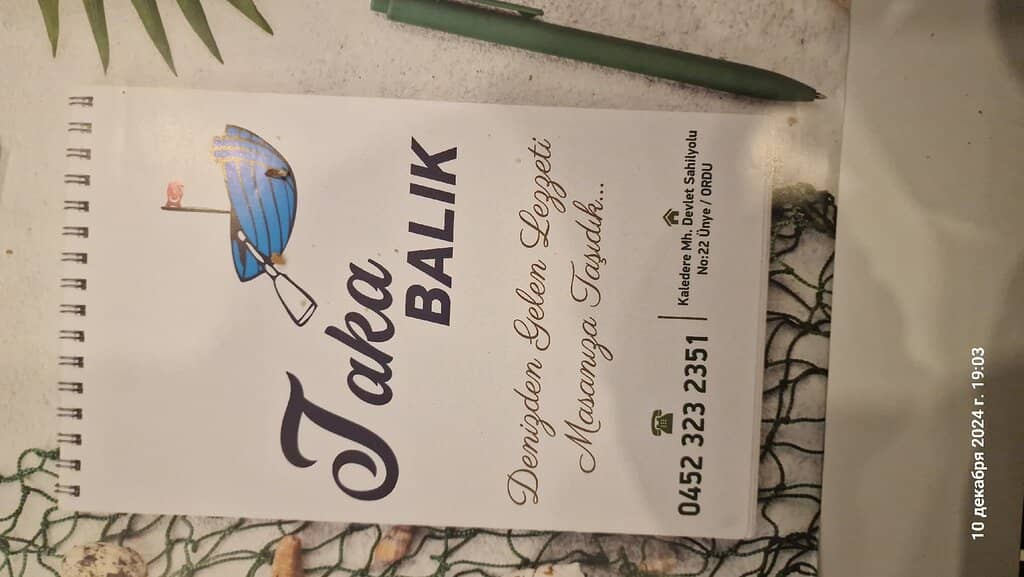 Taka
BALIK
Denizden Gelen Lezzeti
Masanıza Taşıdık...
0452 323 2351
Kaledere Mh. Devlet Sahilyolu
No:22 Ünye / ORDU
10 декабря 2024 г. 19:03